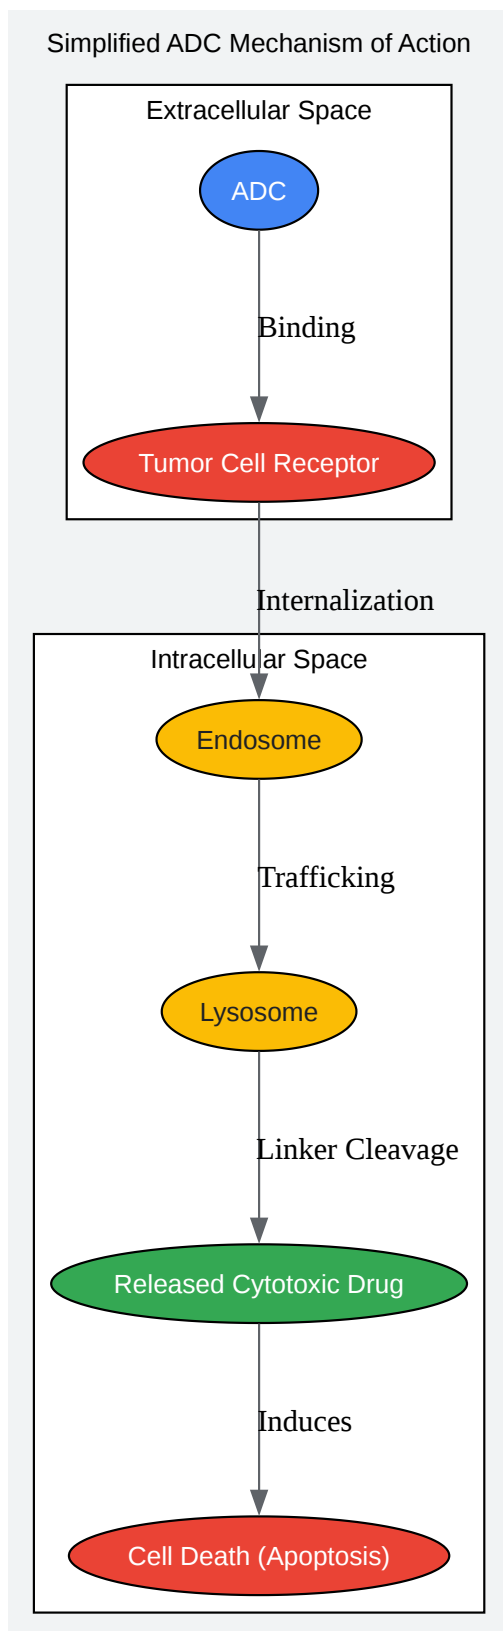 Simplified ADC Mechanism of Action
Extracellular Space
ADC
Binding
Tumor Cell Receptor
Internalization
Intracellular Space
Endosome
Trafficking
Lysosome
Linker Cleavage
Released Cytotoxic Drug
Induces
Cell Death (Apoptosis)